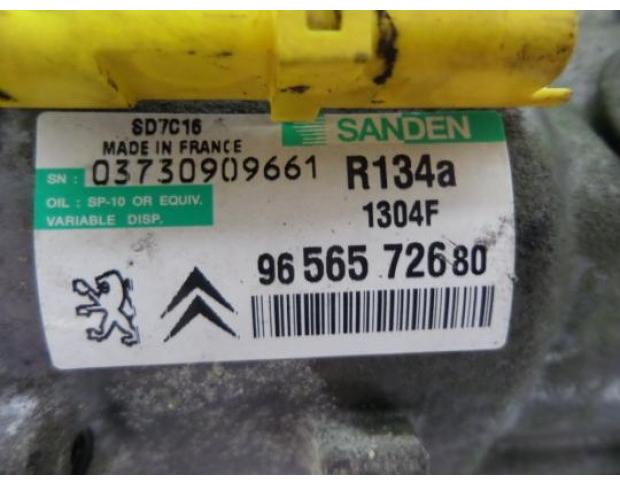 SD7C16
MADE IN FRANCE
SANDEN
SN : 03730909661
R134a
OIL : SP-10 OR EQUIV.
VARIABLE DISP.
1304F
96 565 726 80